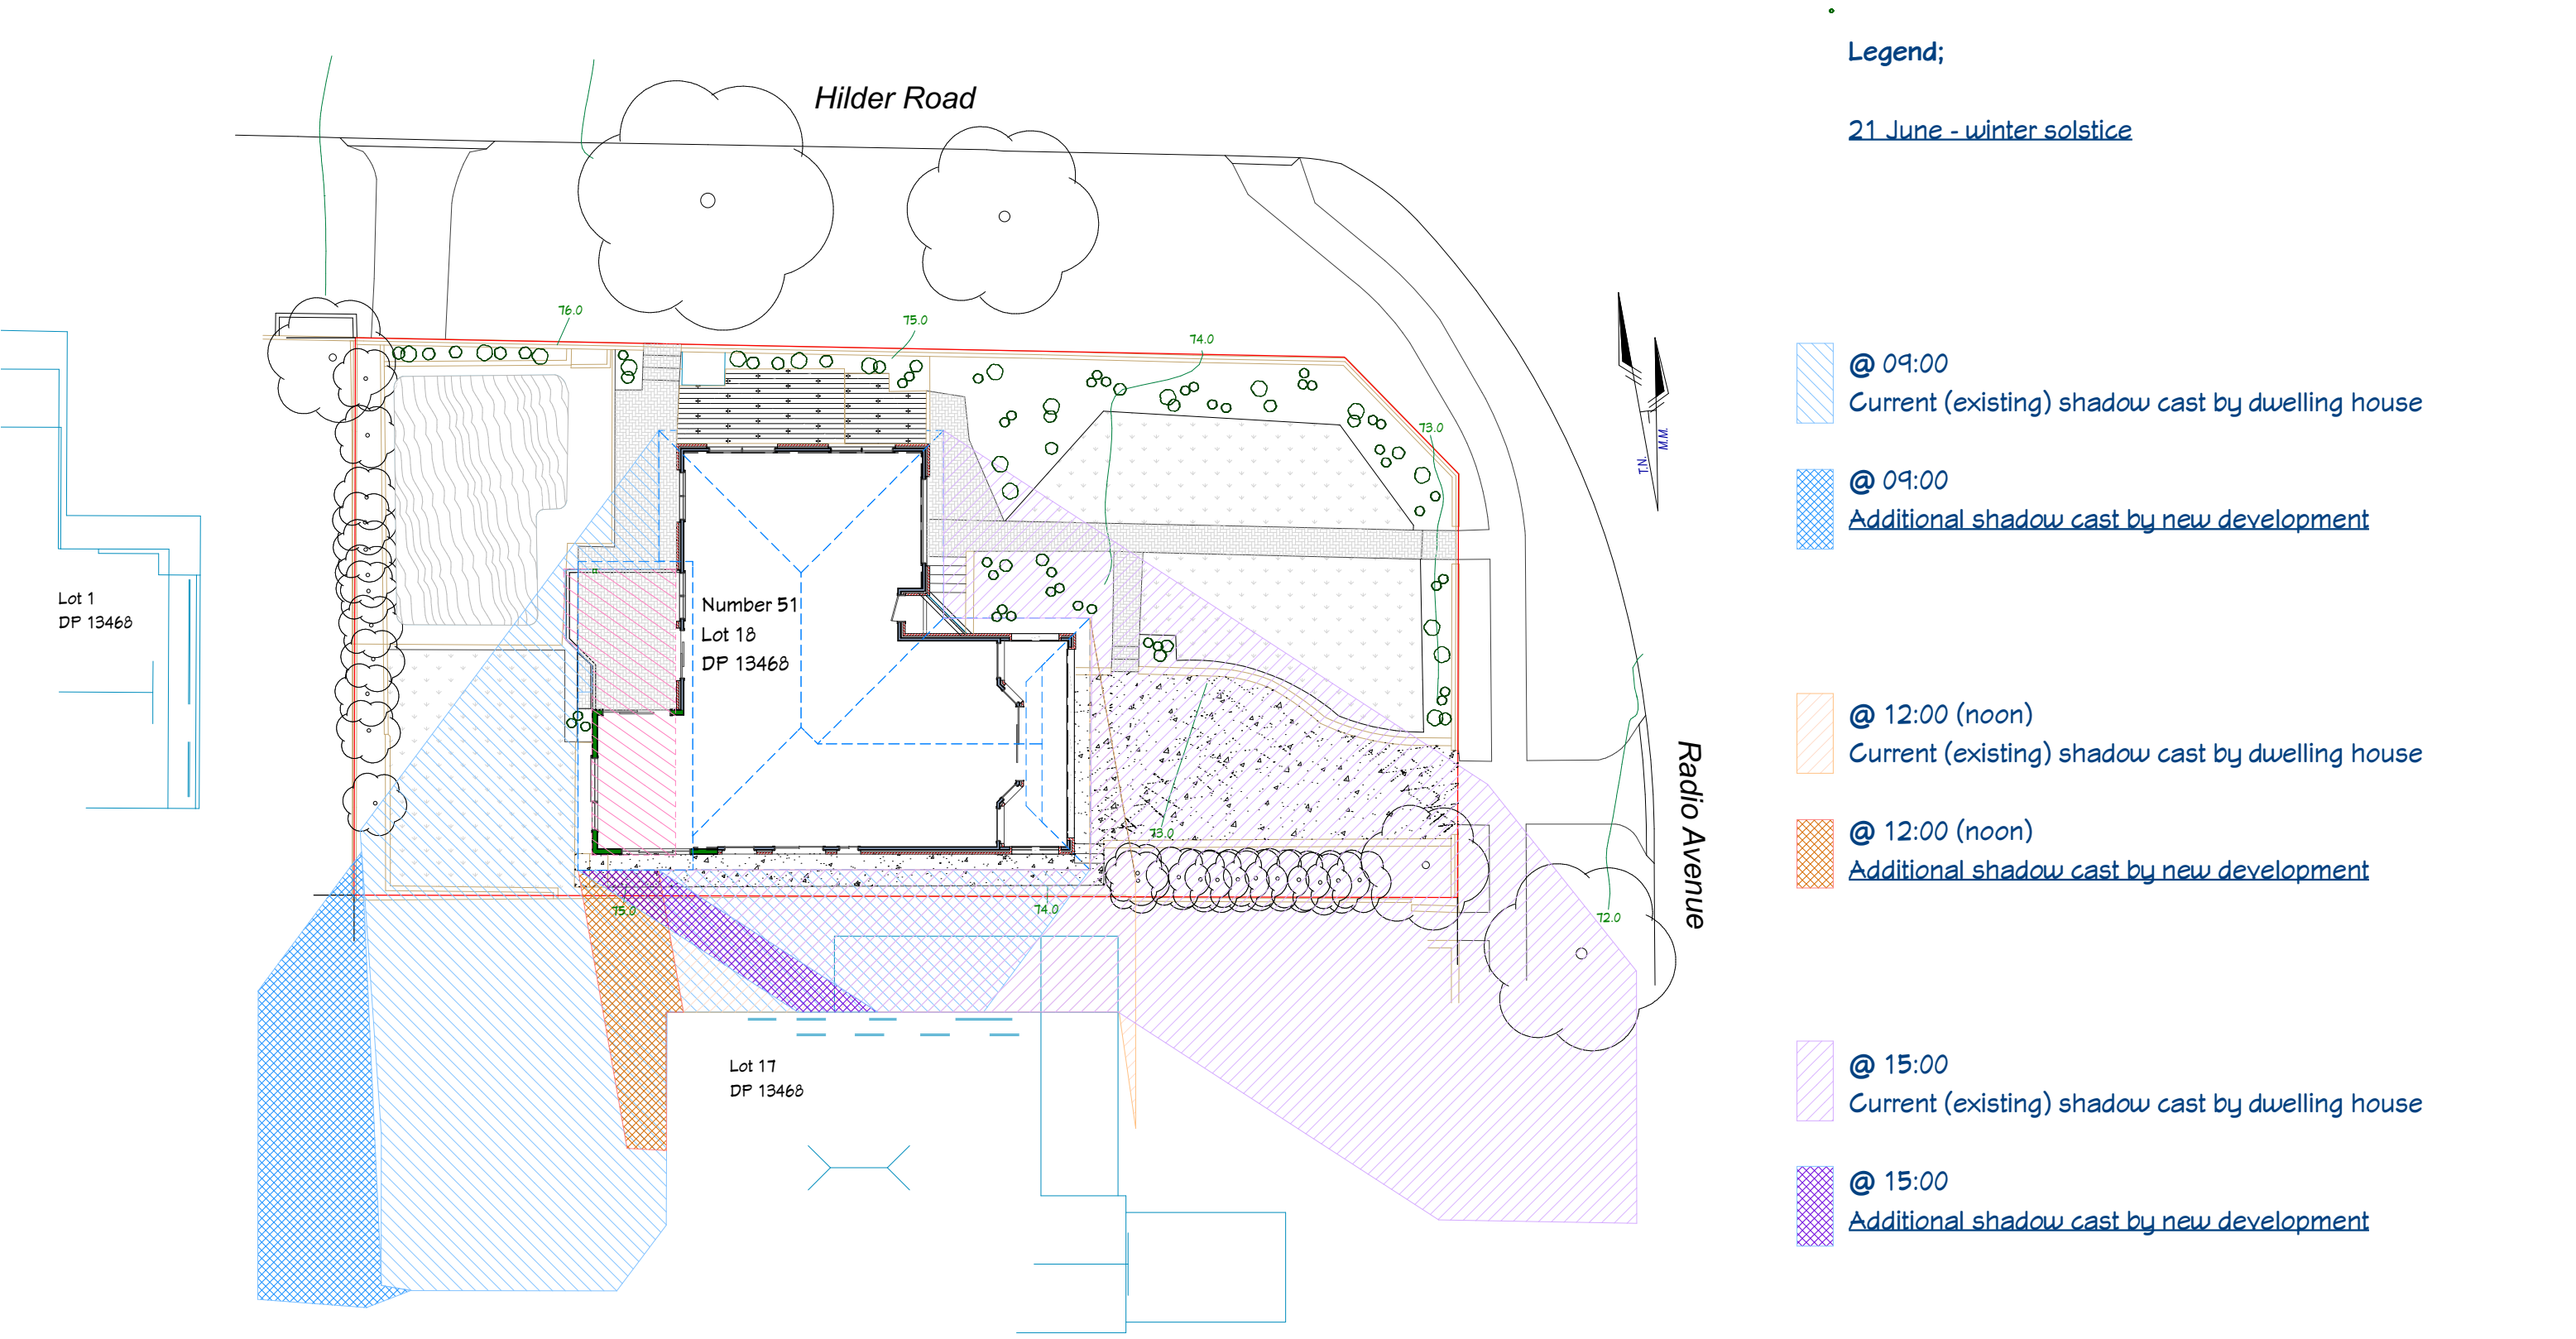 Legend;
Hilder Road
21 June - winter solstice
76.0
75.0
74.0
@ 09:00
Current (existing) shadow cast by dwelling house
73.0
T.N.
M.M.
@ 09:00
Additional shadow cast by new development
Lot 1
DP 13468
Number 51
Lot 18
DP 13468
@ 12:00 (noon)
Current (existing) shadow cast by dwelling house
Radio Avenue
73.0
@ 12:00 (noon)
Additional shadow cast by new development
75.0
74.0
72.0
Lot 17
DP 13468
@ 15:00
Current (existing) shadow cast by dwelling house
@ 15:00
Additional shadow cast by new development